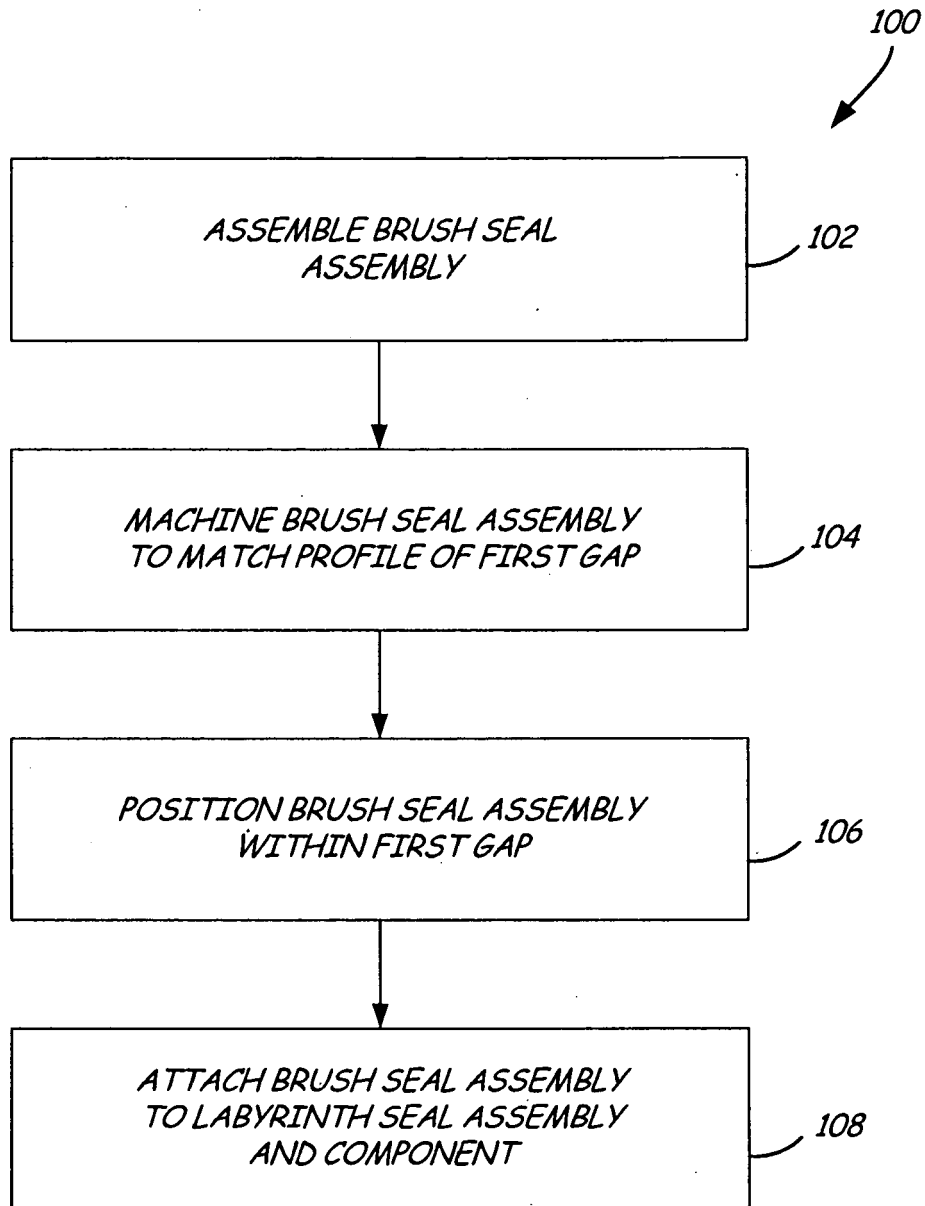 100
ASSEMBLE BRUSH SEAL
ASSEMBLY
102
MACHINE BRUSH SEAL ASSEMBLY
TO MATCH PROFILE OF FIRST GAP
104
POSITION BRUSH SEAL ASSEMBLY
WITHIN FIRST GAP
106
ATTACH BRUSH SEAL ASSEMBLY
TO LABYRINTH SEAL ASSEMBLY
AND COMPONENT
108